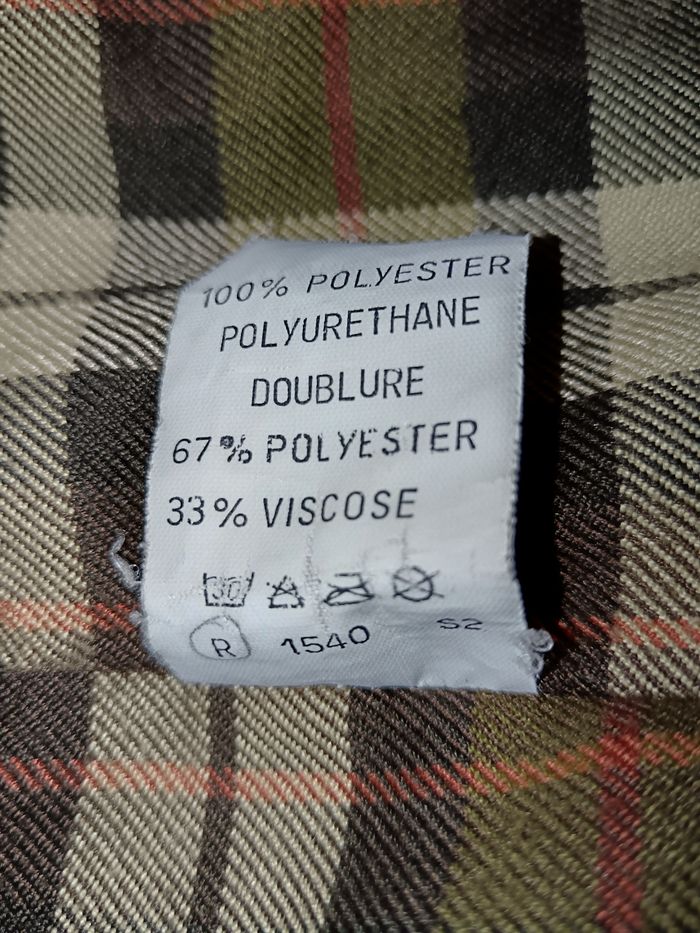 100% POLYESTER
POLYURETHANE
DOUBLURE
67% POLYESTER
33% VISCOSE
30
R 1540 S2